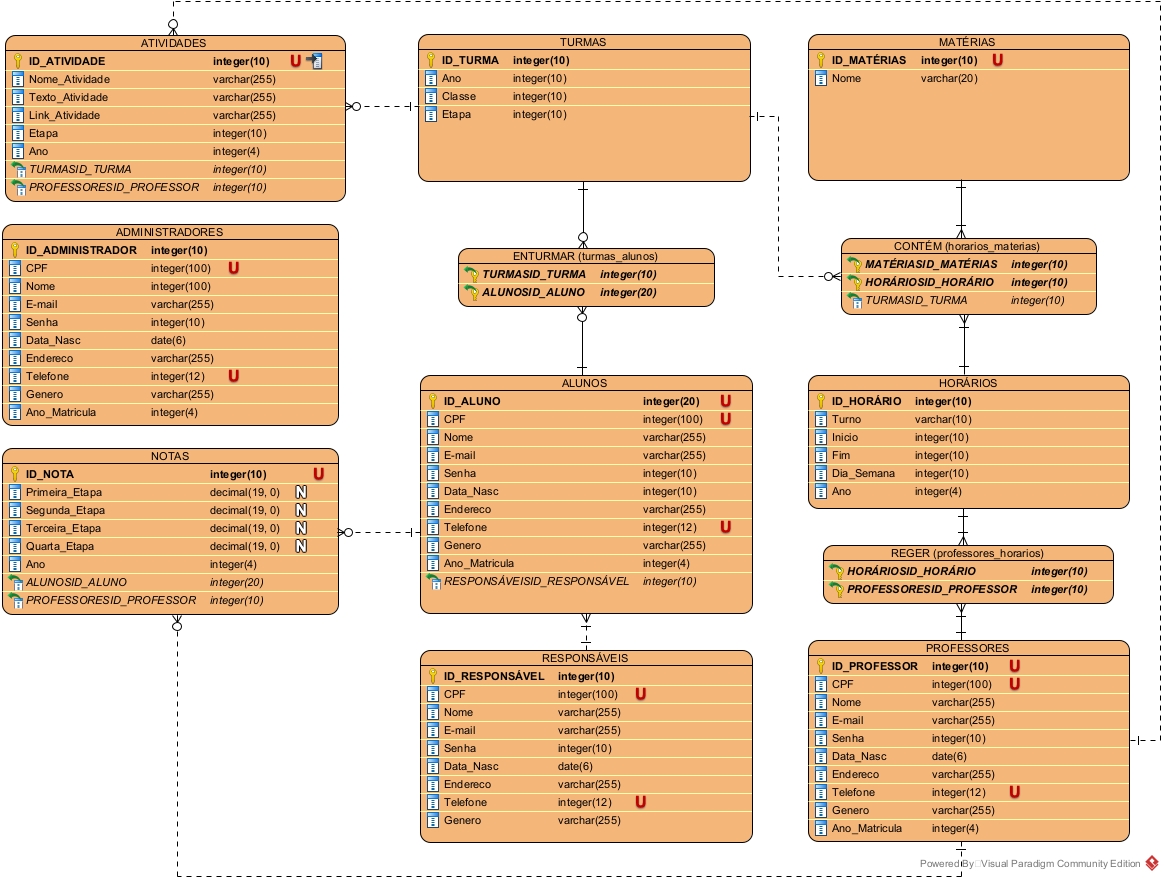 ATIVIDADES
ID_ATIVIDADE integer(10) U
Nome_Atividade varchar(255)
Texto_Atividade varchar(255)
Link_Atividade varchar(255)
Etapa integer(10)
Ano integer(4)
TURMASID_TURMA integer(10)
PROFESSORESID_PROFESSOR integer(10)
TURMAS
ID_TURMA integer(10)
Ano integer(10)
Classe integer(10)
Etapa integer(10)
MATÉRIAS
ID_MATÉRIAS integer(10) U
Nome varchar(20)
ADMINISTRADORES
ID_ADMINISTRADOR integer(10)
CPF integer(100) U
Nome integer(100)
E-mail varchar(255)
Senha integer(10)
Data_Nasc date(6)
Endereco varchar(255)
Telefone integer(12) U
Genero varchar(255)
Ano_Matricula integer(4)
ENTURMAR (turmas_alunos)
TURMASID_TURMA integer(10)
ALUNOSID_ALUNO integer(20)
CONTÉM (horarios_materias)
MATÉRIASID_MATÉRIAS integer(10)
HORÁRIOSID_HORÁRIO integer(10)
TURMASID_TURMA integer(10)
NOTAS
ID_NOTA integer(10) U
Primeira_Etapa decimal(19, 0) N
Segunda_Etapa decimal(19, 0) N
Terceira_Etapa decimal(19, 0) N
Quarta_Etapa decimal(19, 0) N
Ano integer(4)
ALUNOSID_ALUNO integer(20)
PROFESSORESID_PROFESSOR integer(10)
ALUNOS
ID_ALUNO integer(20) U
CPF integer(100) U
Nome varchar(255)
E-mail varchar(255)
Senha integer(10)
Data_Nasc integer(10)
Endereco varchar(255)
Telefone integer(12) U
Genero varchar(255)
Ano_Matricula integer(4)
RESPONSÁVEISID_RESPONSÁVEL integer(10)
HORÁRIOS
ID_HORÁRIO integer(10)
Turno varchar(10)
Inicio integer(10)
Fim integer(10)
Dia_Semana integer(10)
Ano integer(4)
REGER (professores_horarios)
HORÁRIOSID_HORÁRIO integer(10)
PROFESSORESID_PROFESSOR integer(10)
RESPONSÁVEIS
ID_RESPONSÁVEL integer(10)
CPF integer(100) U
Nome varchar(255)
E-mail varchar(255)
Senha integer(10)
Data_Nasc date(6)
Endereco varchar(255)
Telefone integer(12) U
Genero varchar(255)
PROFESSORES
ID_PROFESSOR integer(10) U
CPF integer(100) U
Nome varchar(255)
E-mail varchar(255)
Senha integer(10)
Data_Nasc date(6)
Endereco varchar(255)
Telefone integer(12) U
Genero varchar(255)
Ano_Matricula integer(4)
Powered By Visual Paradigm Community Edition